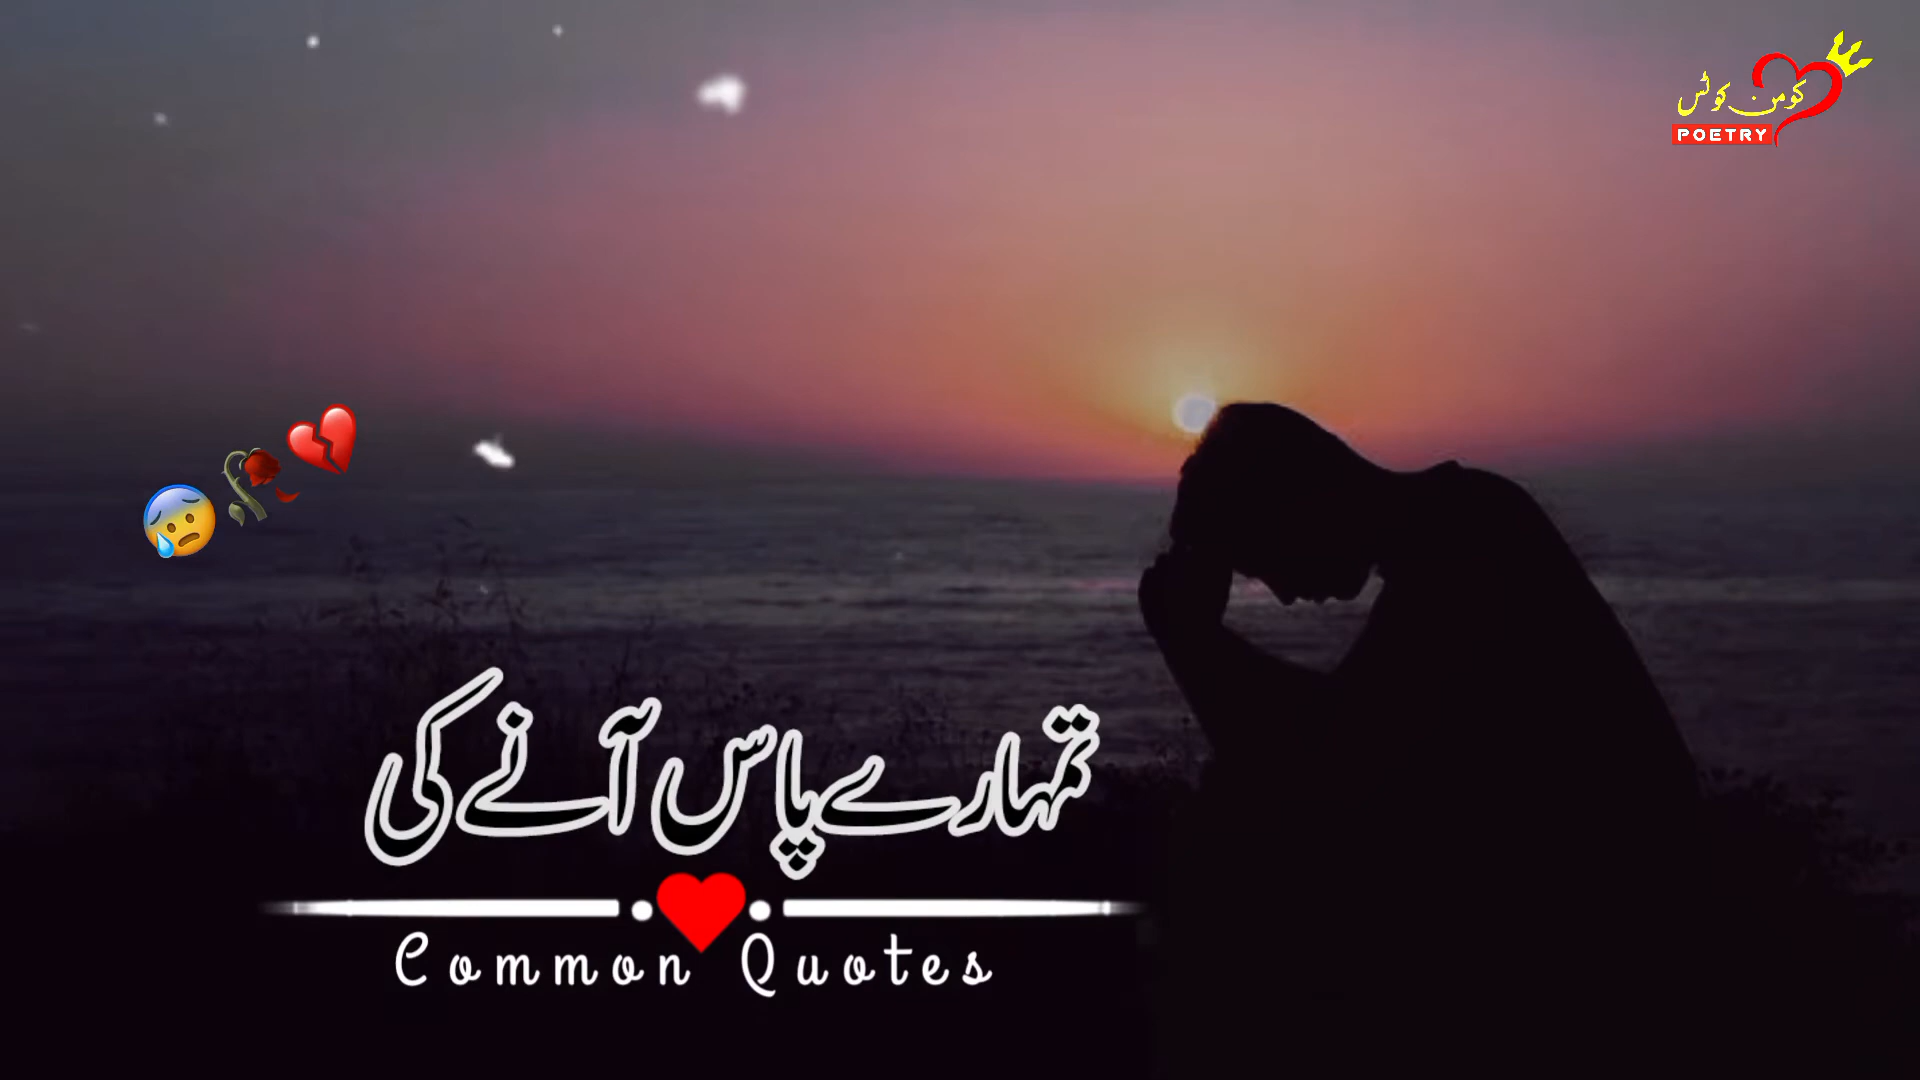 کومن کوٹس
POETRY
تمہارے پاس آنے کی
Common Quotes